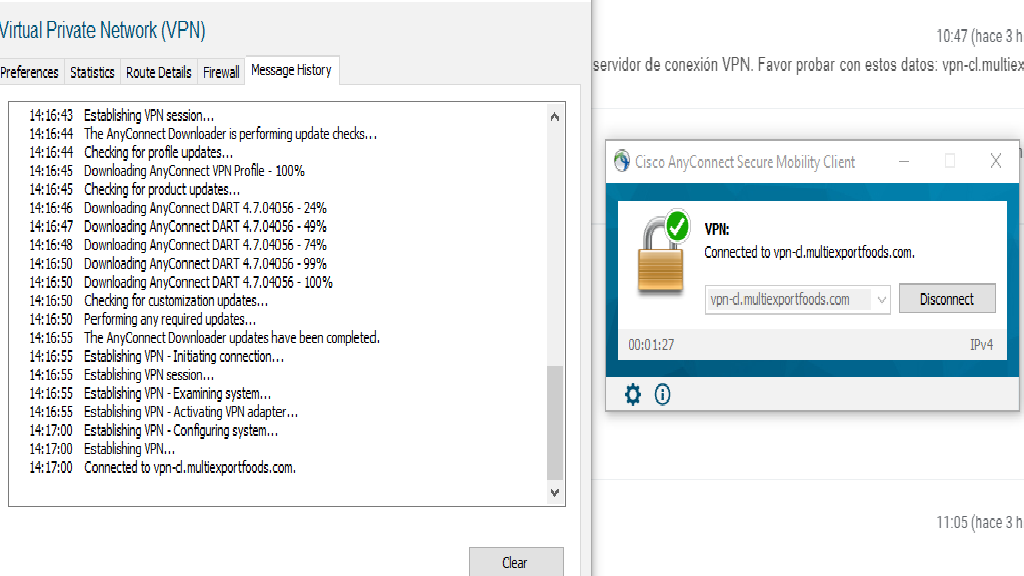 Virtual Private Network (VPN)
Preferences
Statistics
Route Details
Firewall
Message History
14:16:43 Establishing VPN session...
14:16:44 The AnyConnect Downloader is performing update checks...
14:16:44 Checking for profile updates...
14:16:45 Downloading AnyConnect VPN Profile - 100%
14:16:45 Checking for product updates...
14:16:46 Downloading AnyConnect DART 4.7.04056 - 24%
14:16:47 Downloading AnyConnect DART 4.7.04056 - 49%
14:16:48 Downloading AnyConnect DART 4.7.04056 - 74%
14:16:50 Downloading AnyConnect DART 4.7.04056 - 99%
14:16:50 Downloading AnyConnect DART 4.7.04056 - 100%
14:16:50 Checking for customization updates...
14:16:50 Performing any required updates...
14:16:55 The AnyConnect Downloader updates have been completed.
14:16:55 Establishing VPN - Initiating connection...
14:16:55 Establishing VPN session...
14:16:55 Establishing VPN - Examining system...
14:16:55 Establishing VPN - Activating VPN adapter...
14:17:00 Establishing VPN - Configuring system...
14:17:00 Establishing VPN...
14:17:00 Connected to vpn-cl.multiexportfoods.com.
Clear
10:47 (hace 3 h
servidor de conexión VPN. Favor probar con estos datos: vpn-cl.multiex
Cisco AnyConnect Secure Mobility Client
VPN:
Connected to vpn-cl.multiexportfoods.com.
vpn-cl.multiexportfoods.com
Disconnect
00:01:27
IPv4
11:05 (hace 3 h